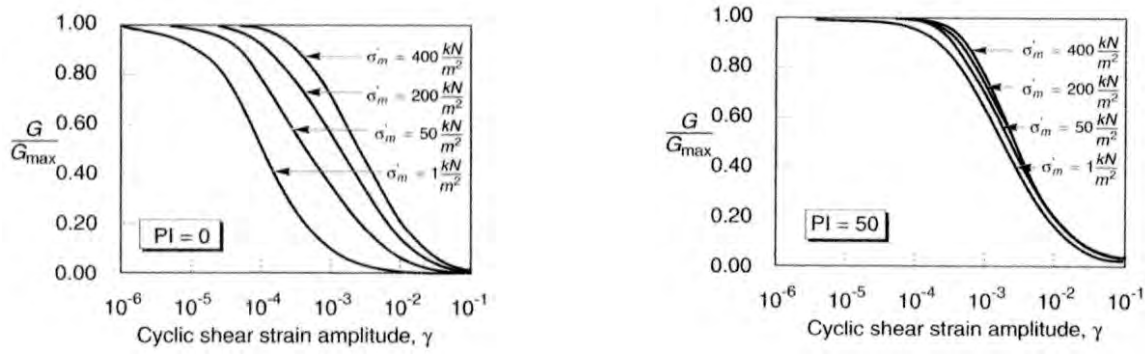 1.00
0.80
0.60
G
Gmax
0.40
0.20
0.00
σ'm = 400 kN/m²
σ'm = 200 kN/m²
σ'm = 50 kN/m²
σ'm = 1 kN/m²
PI = 0
10⁻⁶ 10⁻⁵ 10⁻⁴ 10⁻³ 10⁻² 10⁻¹
Cyclic shear strain amplitude, γ
1.00
0.80
0.60
G
Gmax
0.40
0.20
0.00
σ'm = 400 kN/m²
σ'm = 200 kN/m²
σ'm = 50 kN/m²
σ'm = 1 kN/m²
PI = 50
10⁻⁶ 10⁻⁵ 10⁻⁴ 10⁻³ 10⁻² 10⁻¹
Cyclic shear strain amplitude, γ